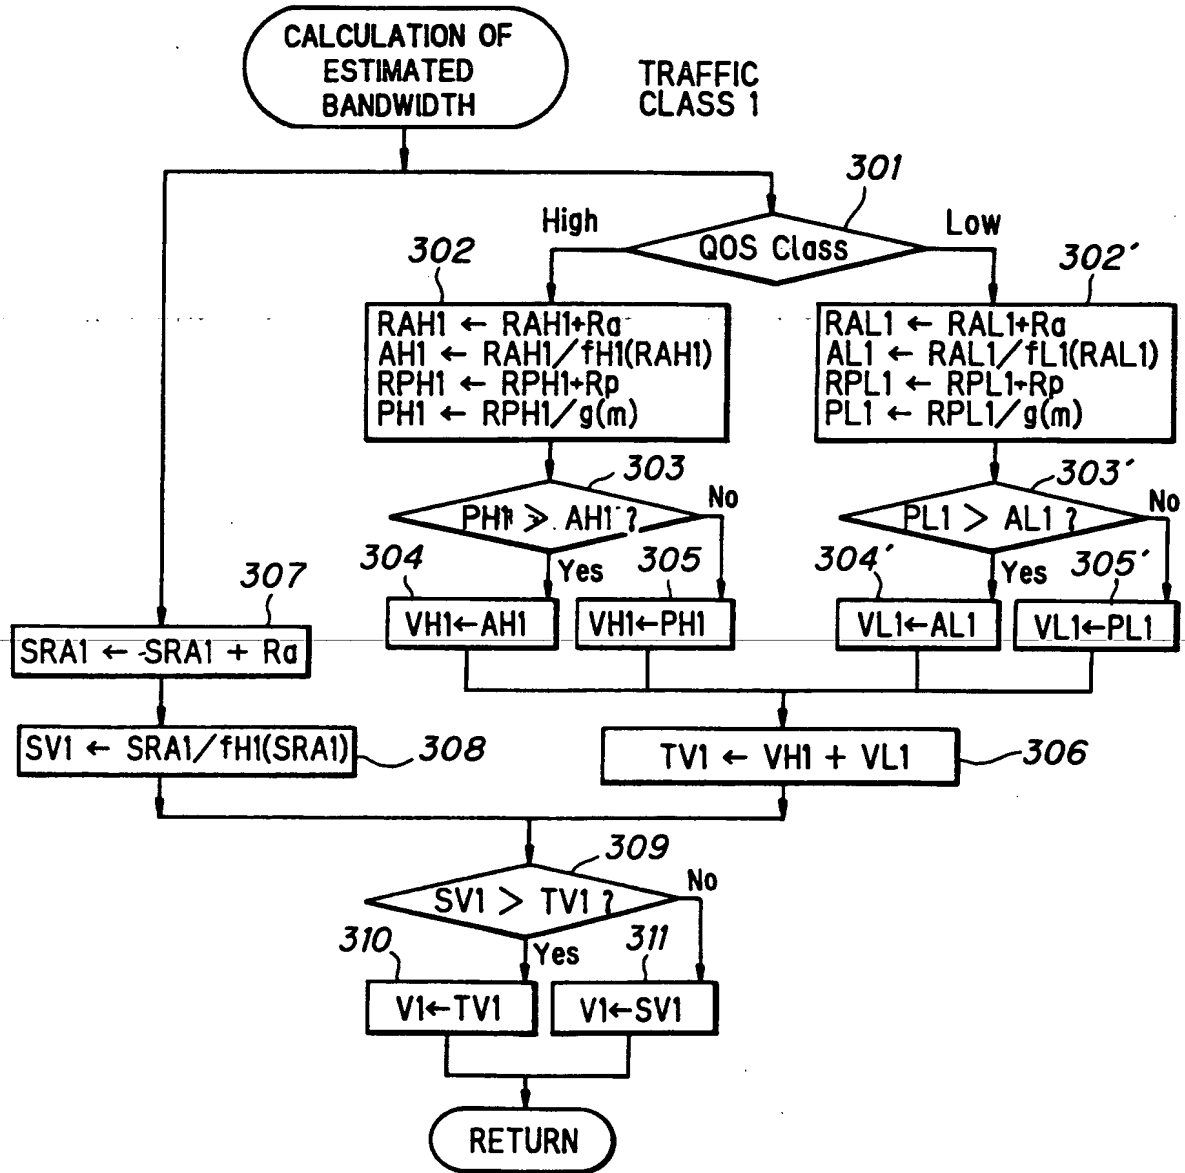 CALCULATION OF
ESTIMATED
BANDWIDTH
TRAFFIC
CLASS 1
301
QOS Class
High
Low
302
RAH1 ← RAH1+Ra
AH1 ← RAH1/fH1(RAH1)
RPH1 ← RPH1+Rp
PH1 ← RPH1/g(m)
302'
RAL1 ← RAL1+Ra
AL1 ← RAL1/fL1(RAL1)
RPL1 ← RPL1+Rp
PL1 ← RPL1/g(m)
303
PH1 > AH1 ?
No
Yes
303'
PL1 > AL1 ?
No
Yes
304
VH1←AH1
305
VH1←PH1
304'
VL1←AL1
305'
VL1←PL1
307
SRA1 ← SRA1 + Ra
SV1 ← SRA1/fH1(SRA1)
308
TV1 ← VH1 + VL1
306
309
SV1 > TV1 ?
No
Yes
310
V1←TV1
311
V1←SV1
RETURN